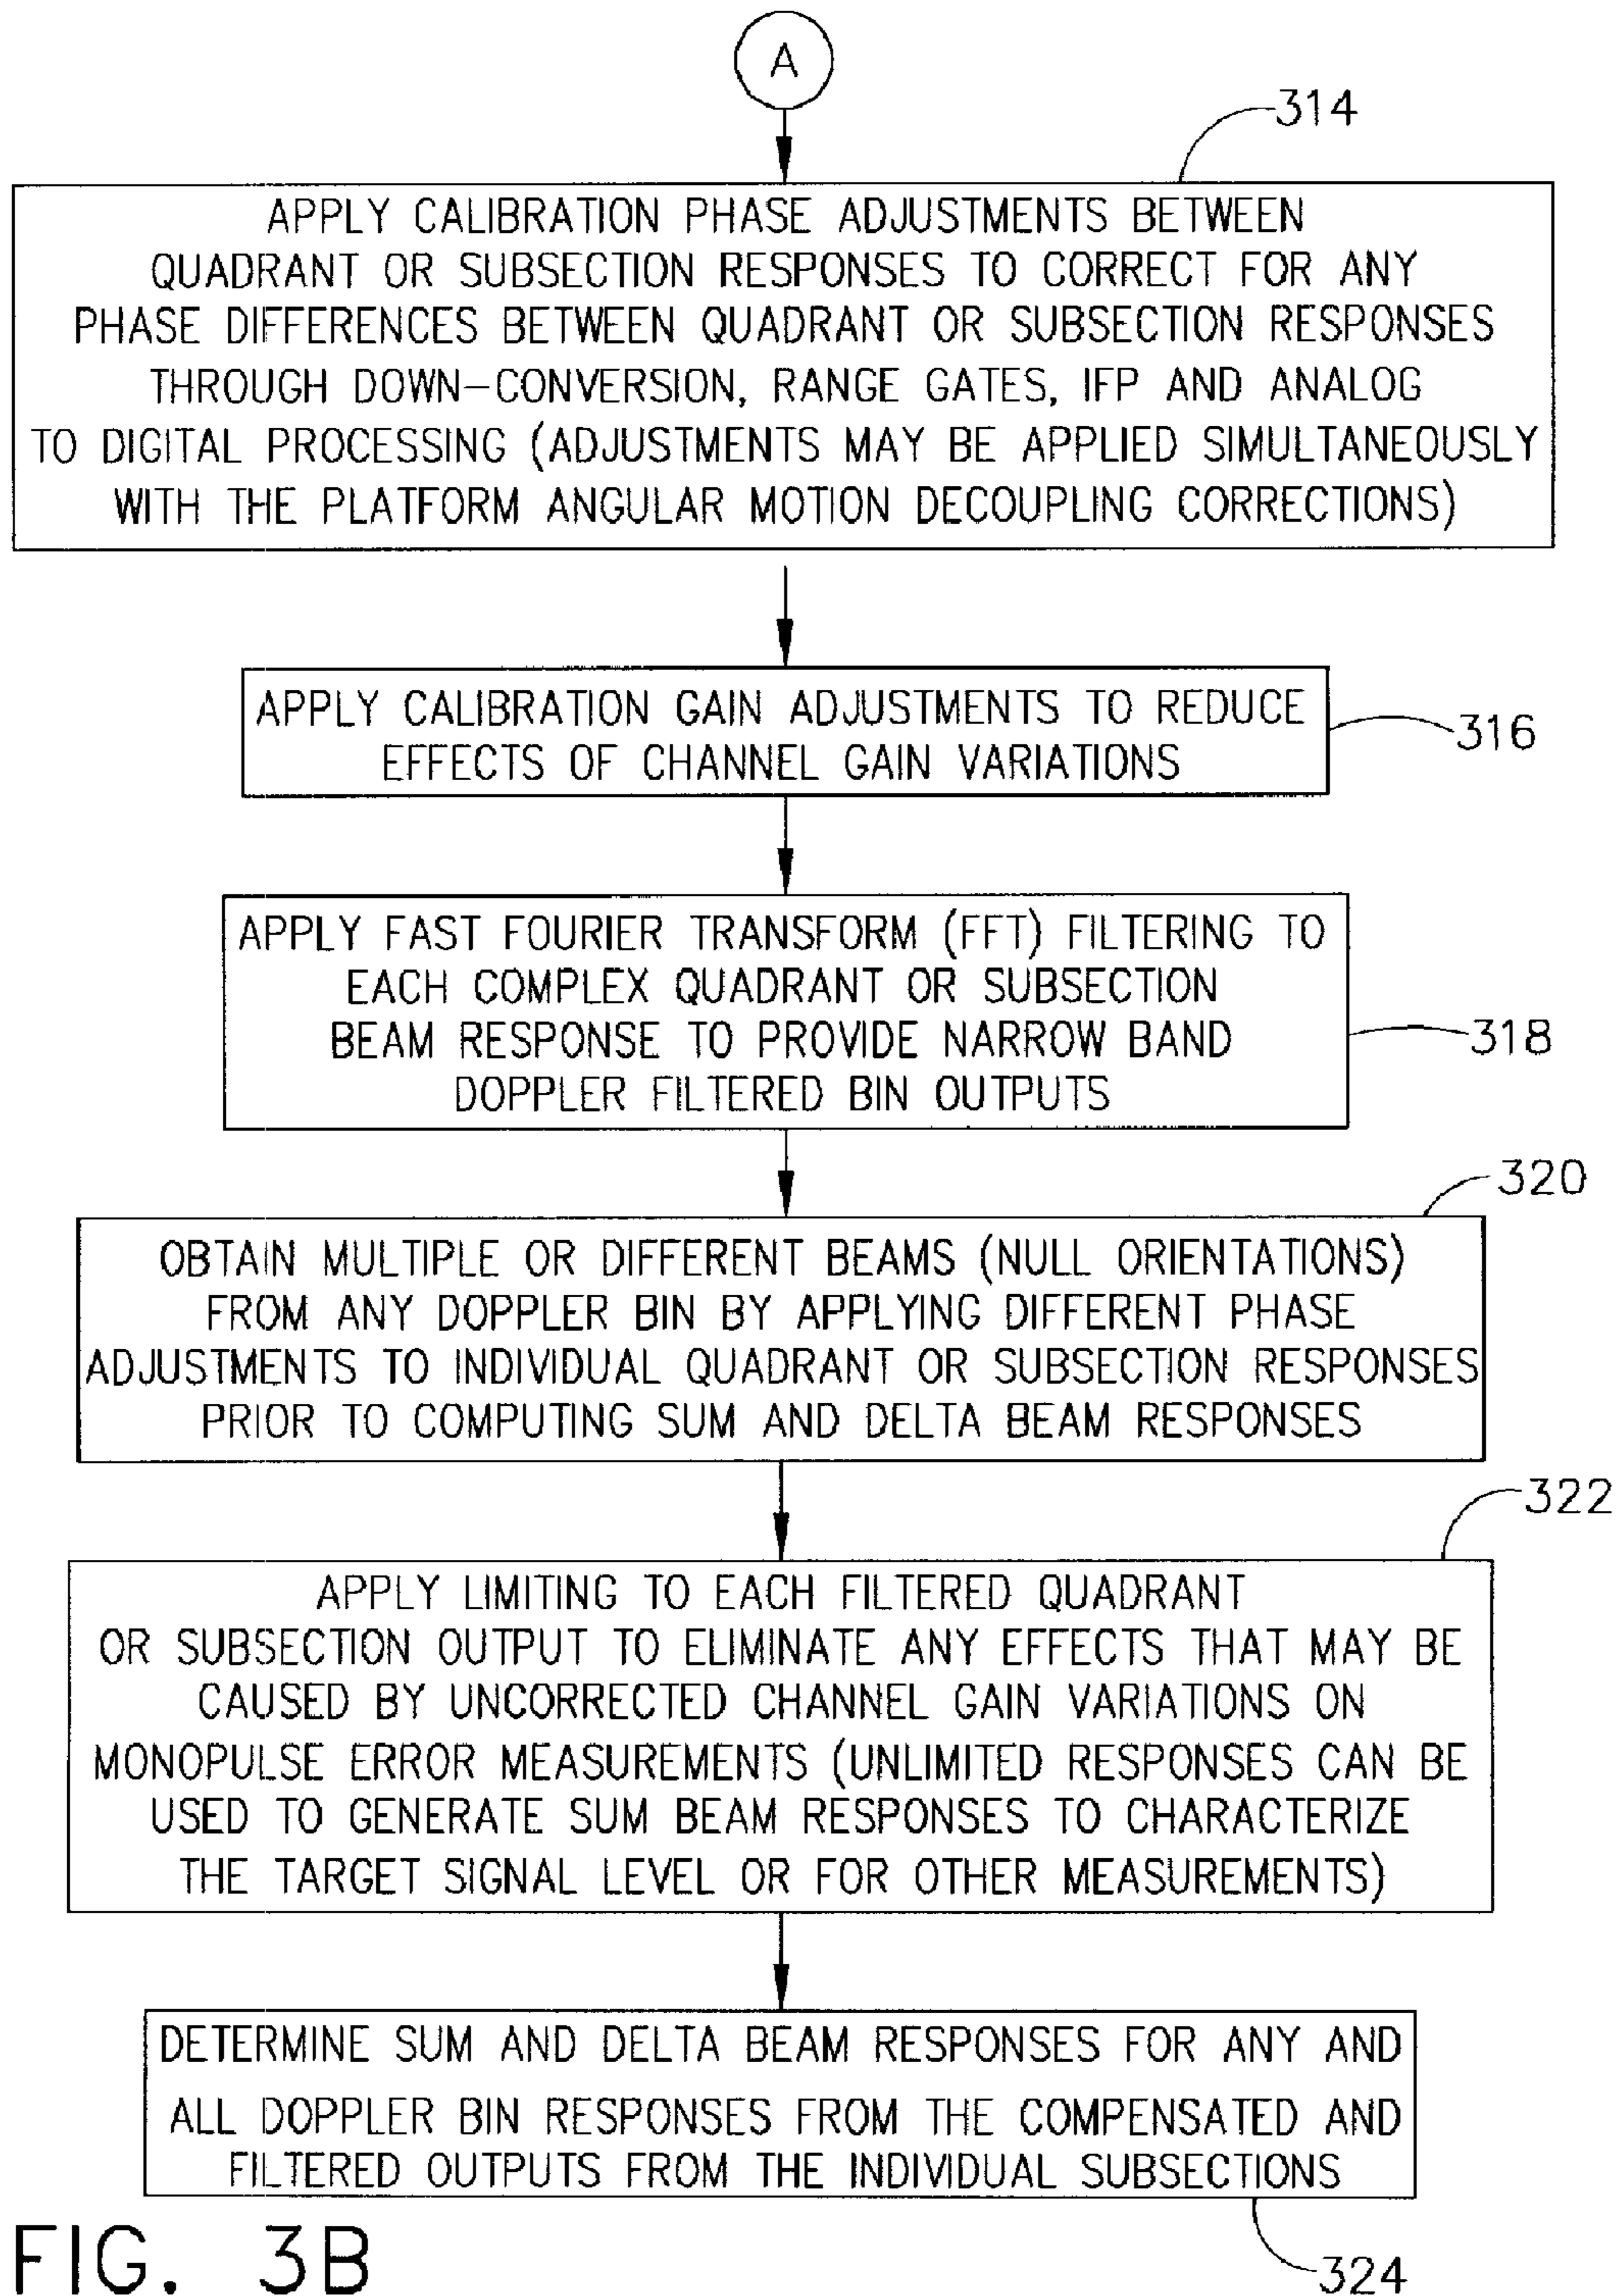 A
314
APPLY CALIBRATION PHASE ADJUSTMENTS BETWEEN
QUADRANT OR SUBSECTION RESPONSES TO CORRECT FOR ANY
PHASE DIFFERENCES BETWEEN QUADRANT OR SUBSECTION RESPONSES
THROUGH DOWN-CONVERSION, RANGE GATES, IFP AND ANALOG
TO DIGITAL PROCESSING (ADJUSTMENTS MAY BE APPLIED SIMULTANEOUSLY
WITH THE PLATFORM ANGULAR MOTION DECOUPLING CORRECTIONS)
APPLY CALIBRATION GAIN ADJUSTMENTS TO REDUCE
EFFECTS OF CHANNEL GAIN VARIATIONS
316
APPLY FAST FOURIER TRANSFORM (FFT) FILTERING TO
EACH COMPLEX QUADRANT OR SUBSECTION
BEAM RESPONSE TO PROVIDE NARROW BAND
DOPPLER FILTERED BIN OUTPUTS
318
320
OBTAIN MULTIPLE OR DIFFERENT BEAMS (NULL ORIENTATIONS)
FROM ANY DOPPLER BIN BY APPLYING DIFFERENT PHASE
ADJUSTMENTS TO INDIVIDUAL QUADRANT OR SUBSECTION RESPONSES
PRIOR TO COMPUTING SUM AND DELTA BEAM RESPONSES
322
APPLY LIMITING TO EACH FILTERED QUADRANT
OR SUBSECTION OUTPUT TO ELIMINATE ANY EFFECTS THAT MAY BE
CAUSED BY UNCORRECTED CHANNEL GAIN VARIATIONS ON
MONOPULSE ERROR MEASUREMENTS (UNLIMITED RESPONSES CAN BE
USED TO GENERATE SUM BEAM RESPONSES TO CHARACTERIZE
THE TARGET SIGNAL LEVEL OR FOR OTHER MEASUREMENTS)
DETERMINE SUM AND DELTA BEAM RESPONSES FOR ANY AND
ALL DOPPLER BIN RESPONSES FROM THE COMPENSATED AND
FILTERED OUTPUTS FROM THE INDIVIDUAL SUBSECTIONS
324
FIG. 3B